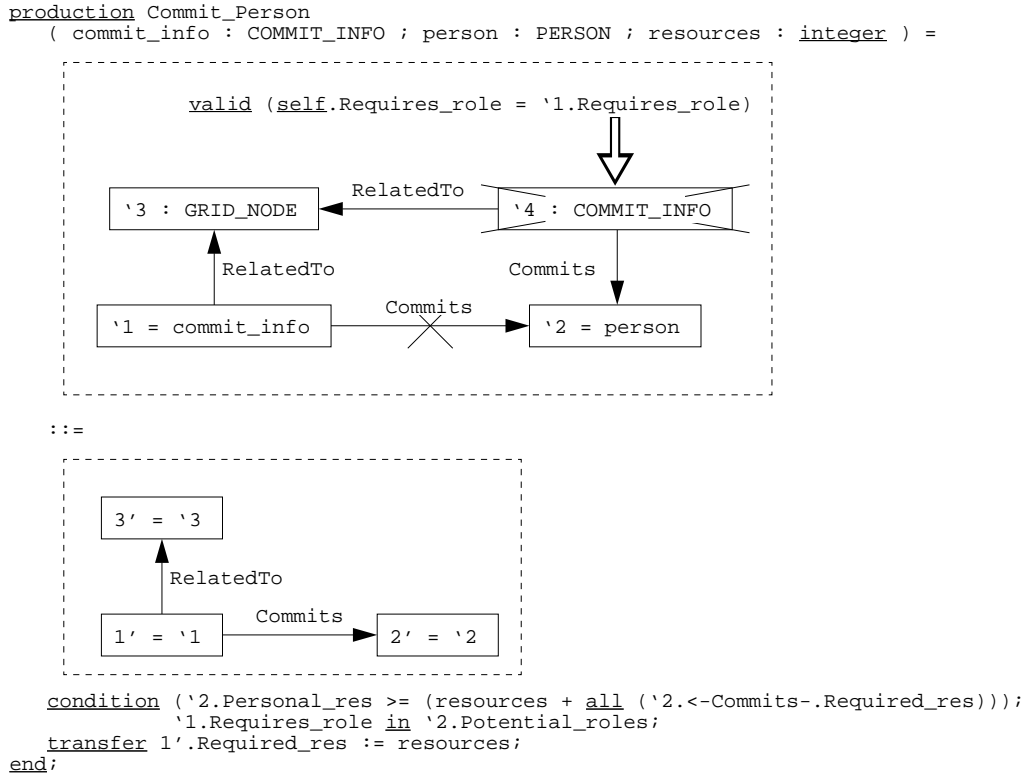 production Commit_Person
( commit_info : COMMIT_INFO ; person : PERSON ; resources : integer ) =
valid (self.Requires_role = ‘1.Requires_role)
RelatedTo
‘3 : GRID_NODE
‘4 : COMMIT_INFO
RelatedTo
Commits
Commits
‘1 = commit_info
‘2 = person
::=
3’ = ‘3
RelatedTo
Commits
1’ = ‘1
2’ = ‘2
condition (‘2.Personal_res >= (resources + all (‘2.<-Commits-.Required_res)));
‘1.Requires_role in ‘2.Potential_roles;
transfer 1’.Required_res := resources;
end;